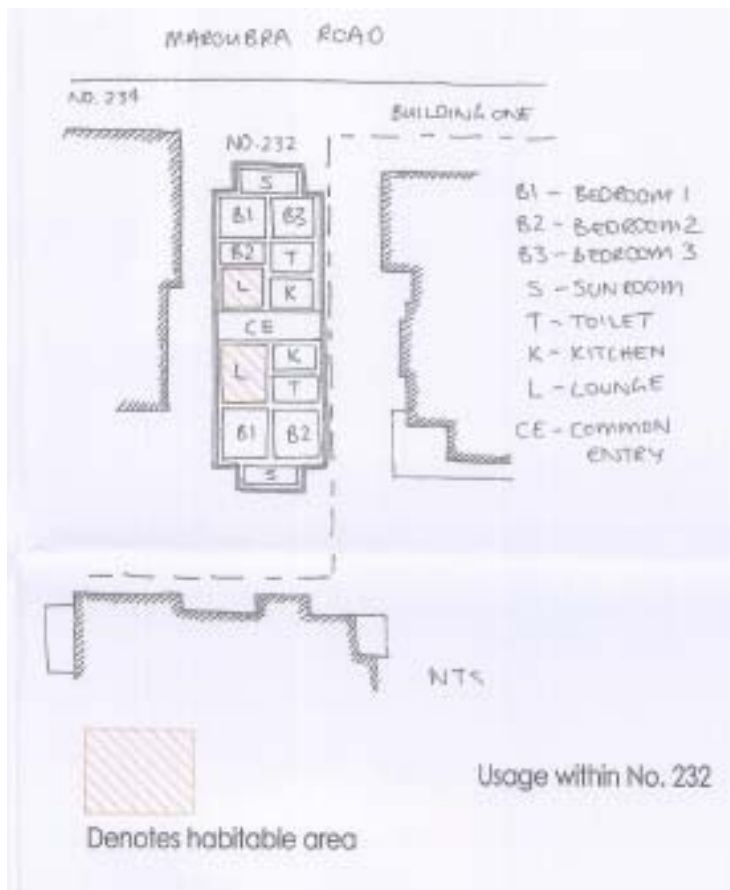 MAROUBRA ROAD
NO. 234
BUILDING ONE
NO. 232
S
B1 B3
B2 T
L K
CE
K
L
T
B1 B2
S
B1 - BEDROOM 1
B2 - BEDROOM 2
B3 - BEDROOM 3
S - SUNROOM
T - TOILET
K - KITCHEN
L - LOUNGE
CE - COMMON
ENTRY
NTS
Usage within No. 232
Denotes habitable area